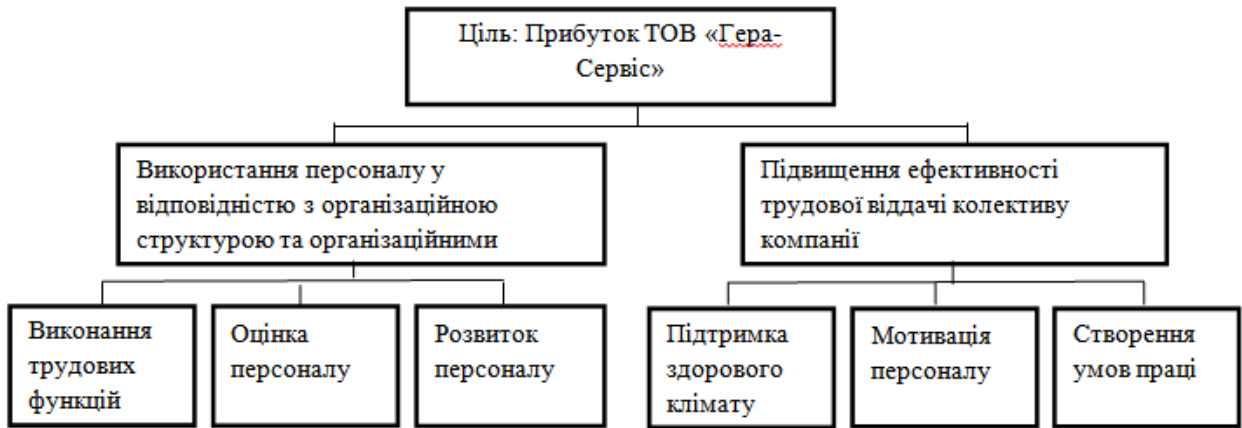 Ціль: Прибуток ТОВ «Гера-
Сервіс»
Використання персоналу у
відповідністю з організаційною
структурою та організаційними
Підвищення ефективності
трудової віддачі колективу
компанії
Виконання
трудових
функцій
Оцінка
персоналу
Розвиток
персоналу
Підтримка
здорового
клімату
Мотивація
персоналу
Створення
умов праці